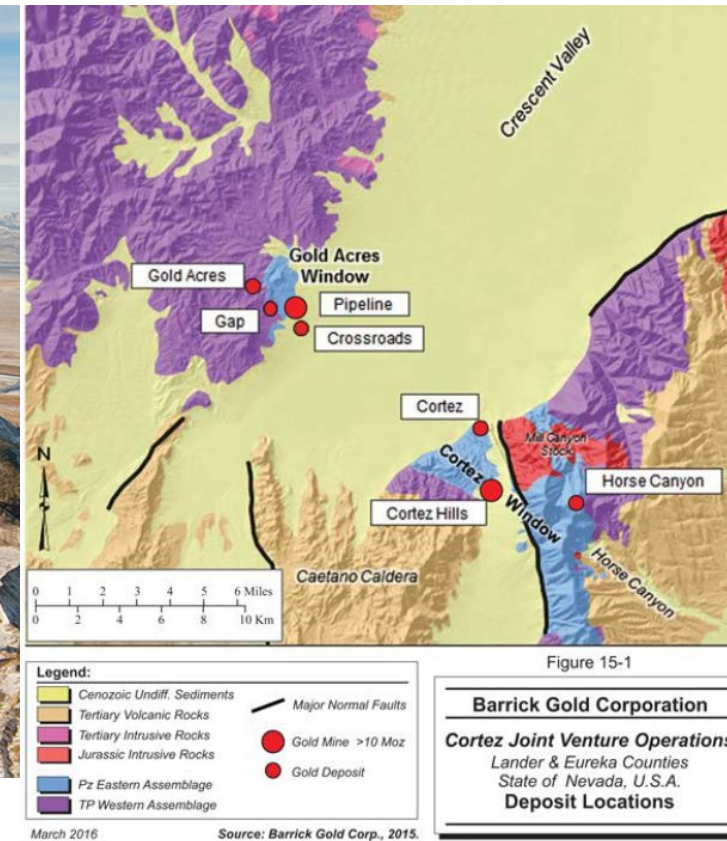 Crescent Valley
Gold Acres
Window
Gold Acres
Pipeline
Gap
Crossroads
Cortez
Mill Canyon
Stock
Cortez Window
Horse Canyon
Cortez Hills
Horse Canyon
Caetano Caldera
N
0 1 2 3 4 5 6 Miles
0 2 4 6 8 10 Km
Figure 15-1
Legend:
Cenozoic Undiff. Sediments
Tertiary Volcanic Rocks
Tertiary Intrusive Rocks
Jurassic Intrusive Rocks
Pz Eastern Assemblage
TP Western Assemblage
Major Normal Faults
Gold Mine >10 Moz
Gold Deposit
Barrick Gold Corporation
Cortez Joint Venture Operations
Lander & Eureka Counties
State of Nevada, U.S.A.
Deposit Locations
March 2016
Source: Barrick Gold Corp., 2015.